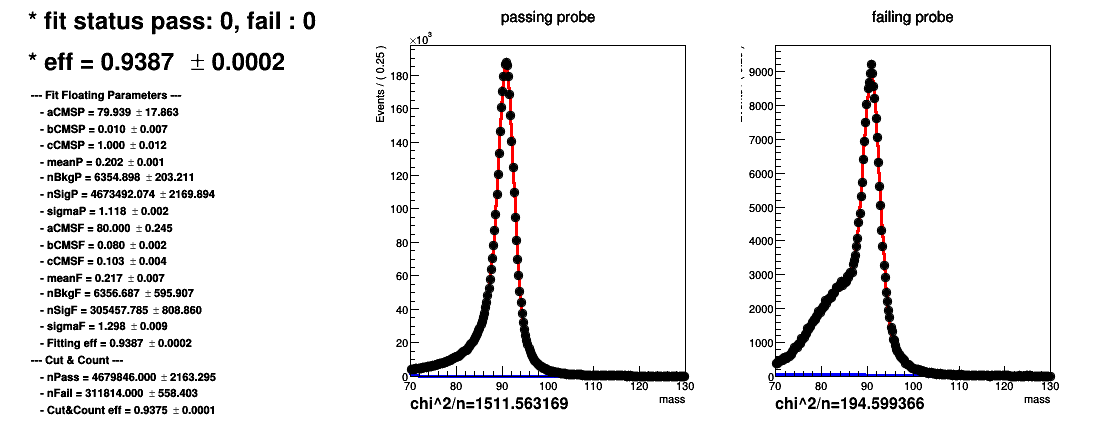 * fit status pass: 0, fail : 0
* eff = 0.9387 ± 0.0002
--- Fit Floating Parameters ---
- aCMSP = 79.939 ± 17.863
- bCMSP = 0.010 ± 0.007
- cCMSP = 1.000 ± 0.012
- meanP = 0.202 ± 0.001
- nBkgP = 6354.898 ± 203.211
- nSigP = 4673492.074 ± 2169.894
- sigmaP = 1.118 ± 0.002
- aCMSF = 80.000 ± 0.245
- bCMSF = 0.080 ± 0.002
- cCMSF = 0.103 ± 0.004
- meanF = 0.217 ± 0.007
- nBkgF = 6356.687 ± 595.907
- nSigF = 305457.785 ± 808.860
- sigmaF = 1.298 ± 0.009
- Fitting eff = 0.9387 ± 0.0002
--- Cut & Count ---
- nPass = 4679846.000 ± 2163.295
- nFail = 311814.000 ± 558.403
- Cut&Count eff = 0.9375 ± 0.0001
passing probe
×10³
Events / ( 0.25 )
180
160
140
120
100
80
60
40
20
0
70 80 90 100 110 120 130
mass
chi^2/n=1511.563169
failing probe
9000
8000
7000
6000
5000
4000
3000
2000
1000
0
70 80 90 100 110 120 130
mass
chi^2/n=194.599366